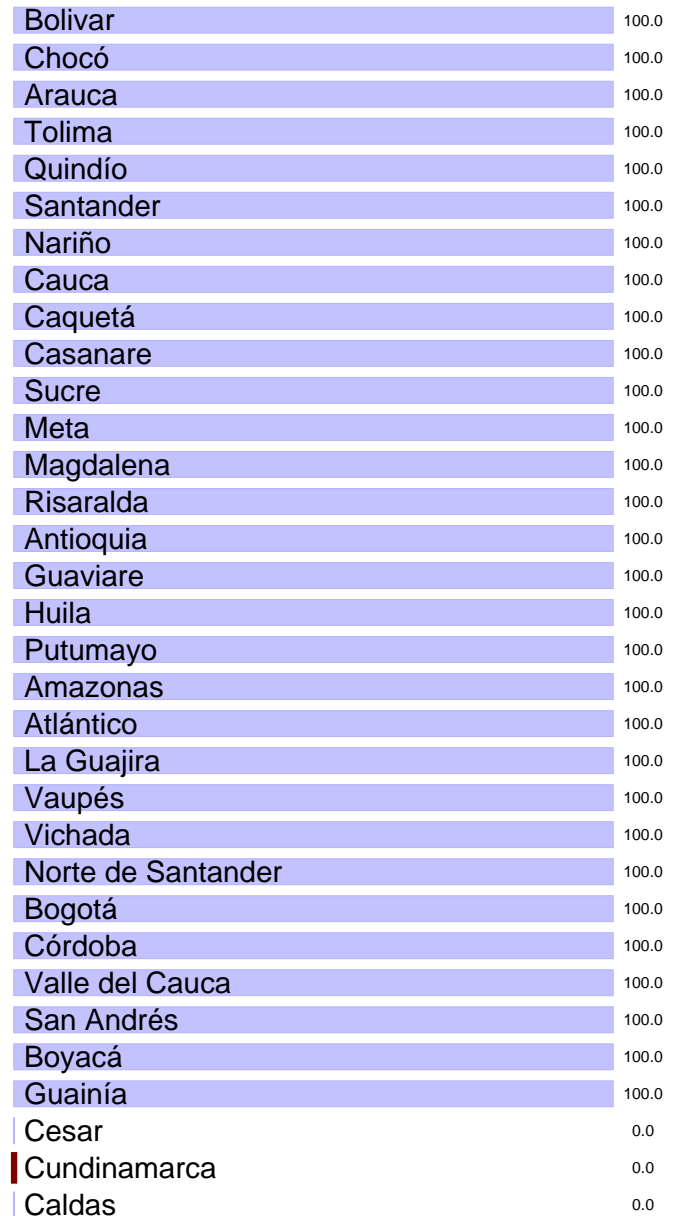 Bolivar 100.0
Chocó 100.0
Arauca 100.0
Tolima 100.0
Quindío 100.0
Santander 100.0
Nariño 100.0
Cauca 100.0
Caquetá 100.0
Casanare 100.0
Sucre 100.0
Meta 100.0
Magdalena 100.0
Risaralda 100.0
Antioquia 100.0
Guaviare 100.0
Huila 100.0
Putumayo 100.0
Amazonas 100.0
Atlántico 100.0
La Guajira 100.0
Vaupés 100.0
Vichada 100.0
Norte de Santander 100.0
Bogotá 100.0
Córdoba 100.0
Valle del Cauca 100.0
San Andrés 100.0
Boyacá 100.0
Guainía 100.0
Cesar 0.0
Cundinamarca 0.0
Caldas 0.0